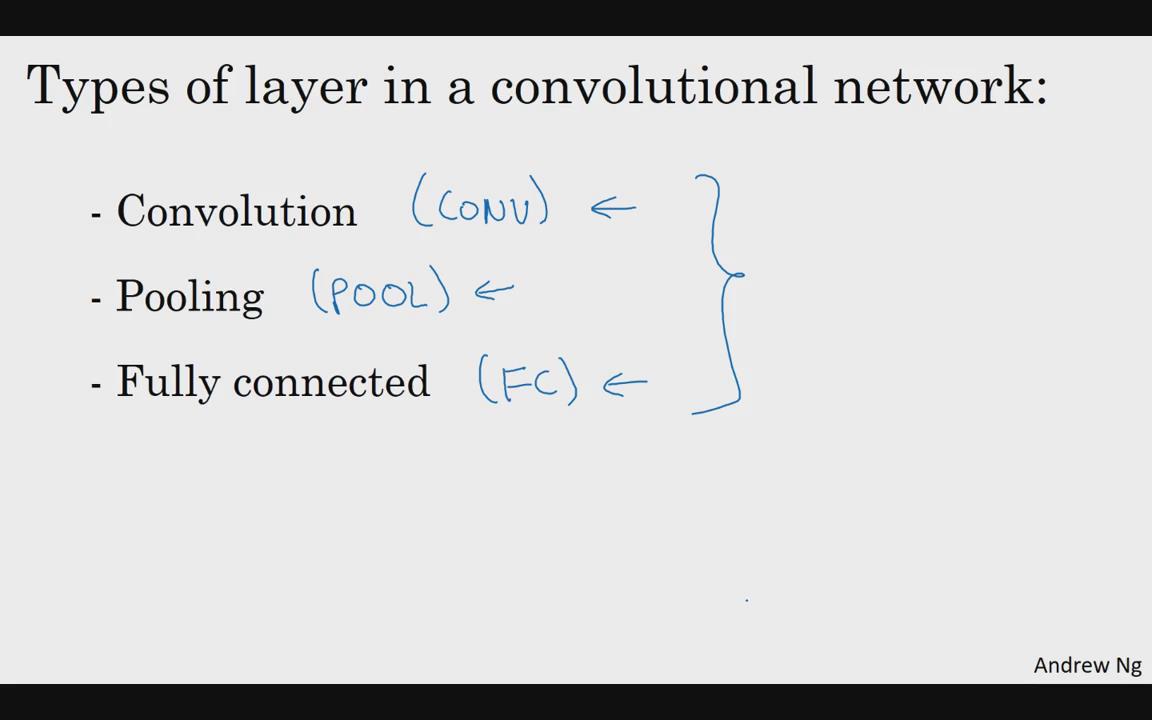 Types of layer in a convolutional network:
- Convolution (CONV) ←
- Pooling (POOL) ←
- Fully connected (FC) ←
Andrew Ng